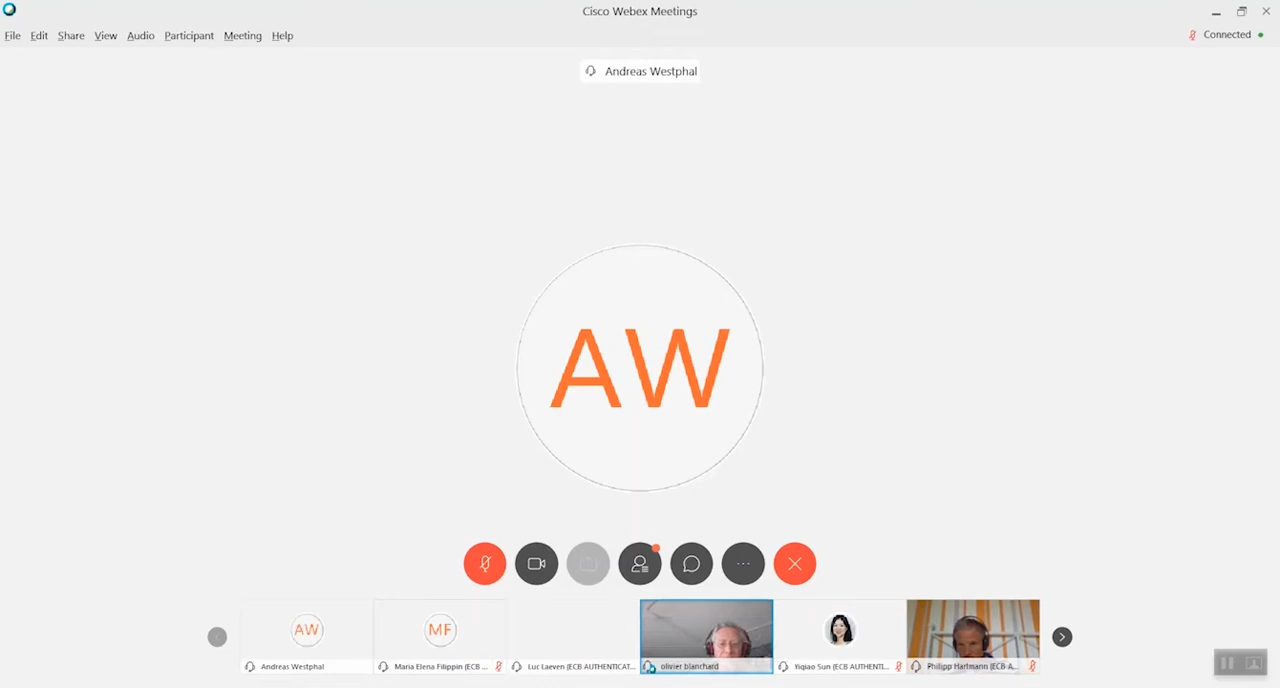 Cisco Webex Meetings
File Edit Share View Audio Participant Meeting Help
Connected
Andreas Westphal
AW
AW
MF
Andreas Westphal
Maria Elena Filippin (ECB ...
Luc Laeven (ECB AUTHENTICAT...
olivier blanchard
Yiqiao Sun (ECB AUTHENTI...
Philipp Hartmann (ECB A...